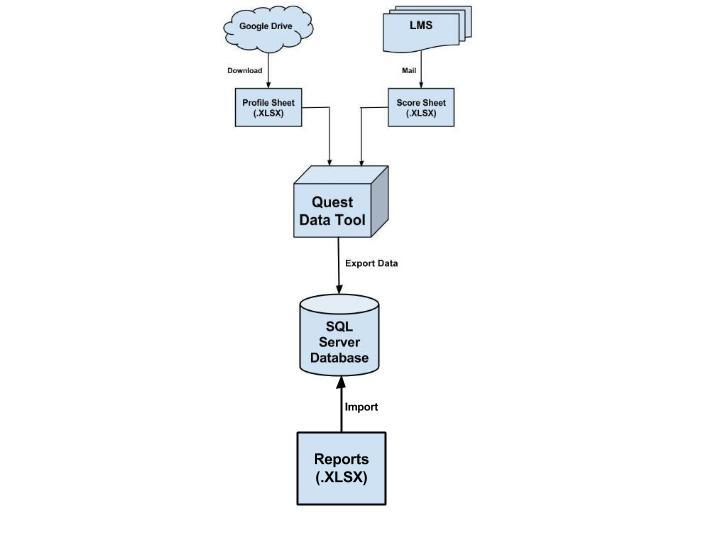 Google Drive
LMS
Download
Mail
Profile Sheet
(.XLSX)
Score Sheet
(.XLSX)
Quest
Data Tool
Export Data
SQL
Server
Database
Import
Reports
(.XLSX)